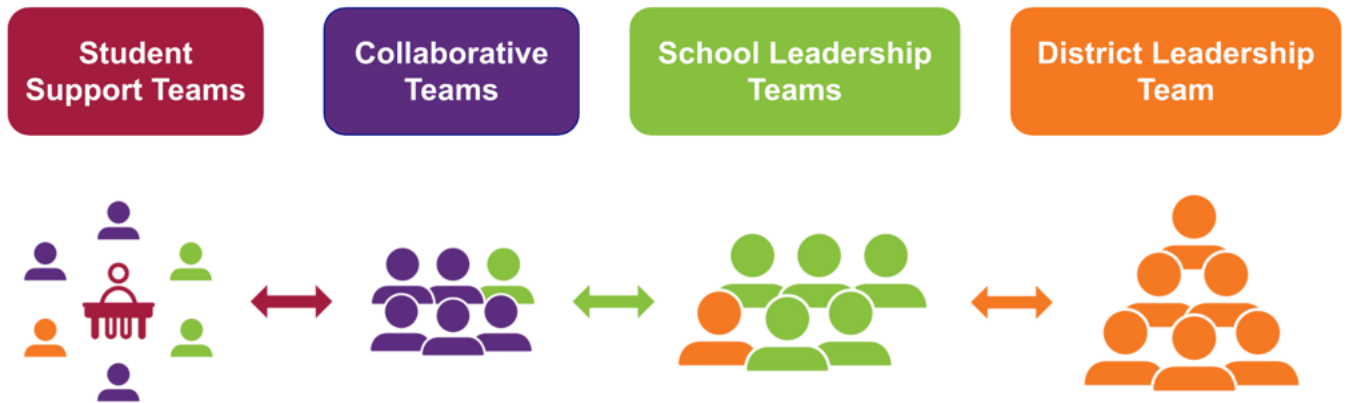 Student
Support Teams
Collaborative
Teams
School Leadership
Teams
District Leadership
Team